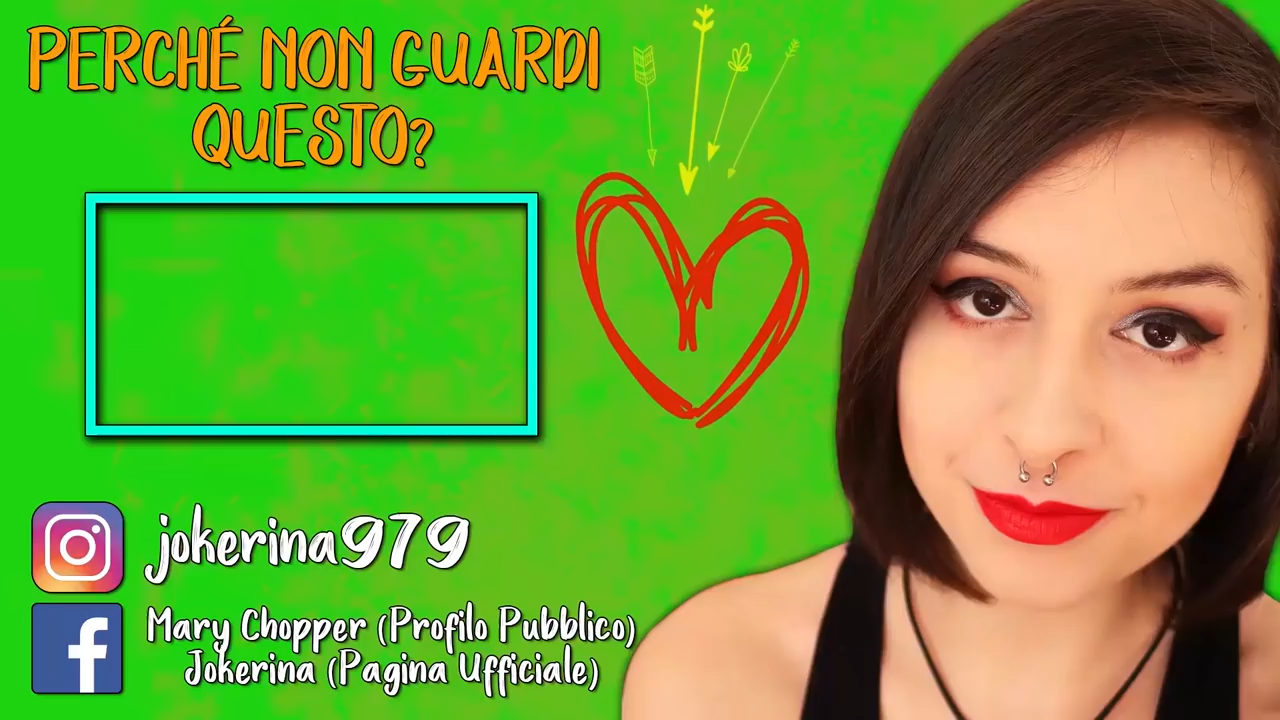 PERCHÉ NON GUARDI
QUESTO?
jokerina979
Mary Chopper (Profilo Pubblico)
Jokerina (Pagina Ufficiale)